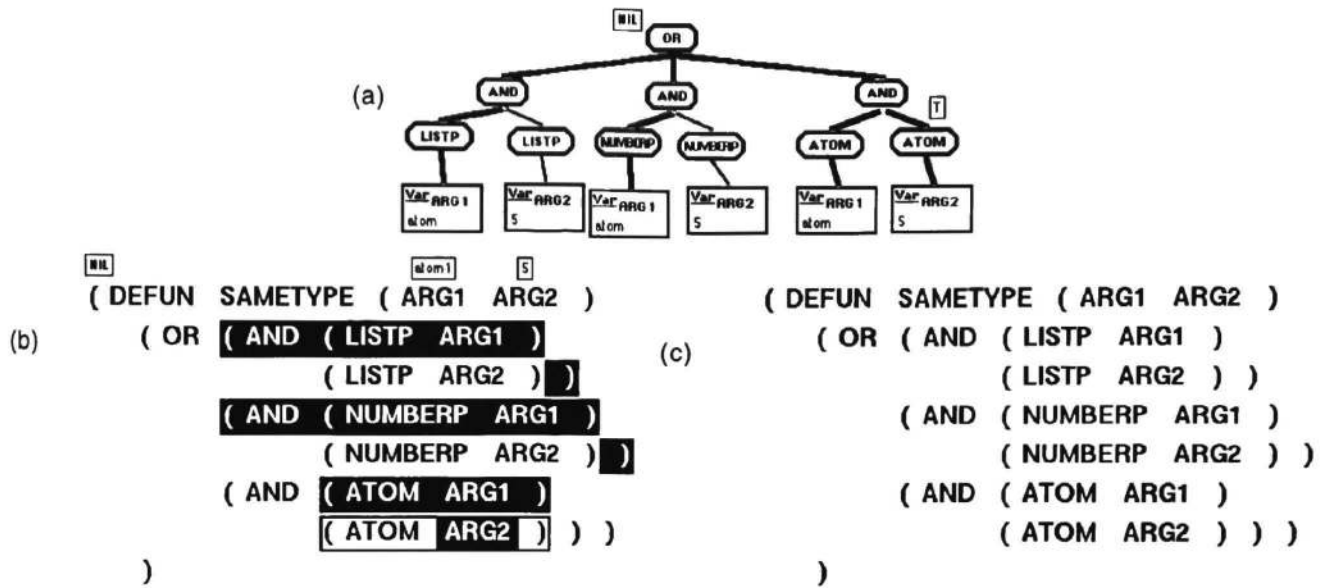 NIL
OR
(a)
AND AND AND
T
LISTP LISTP NUMBERP NUMBERP ATOM ATOM
Var ARG1 Var ARG2 Var ARG1 Var ARG2 Var ARG1 Var ARG2
atom 5 atom 5 atom 5
NIL atom1 5
(b)
( DEFUN SAMETYPE ( ARG1 ARG2 )
( OR ( AND ( LISTP ARG1 )
( LISTP ARG2 ) )
( AND ( NUMBERP ARG1 )
( NUMBERP ARG2 ) )
( AND ( ATOM ARG1 )
( ATOM ARG2 ) ) )
)
(c)
( DEFUN SAMETYPE ( ARG1 ARG2 )
( OR ( AND ( LISTP ARG1 )
( LISTP ARG2 ) )
( AND ( NUMBERP ARG1 )
( NUMBERP ARG2 ) )
( AND ( ATOM ARG1 )
( ATOM ARG2 ) ) )
)